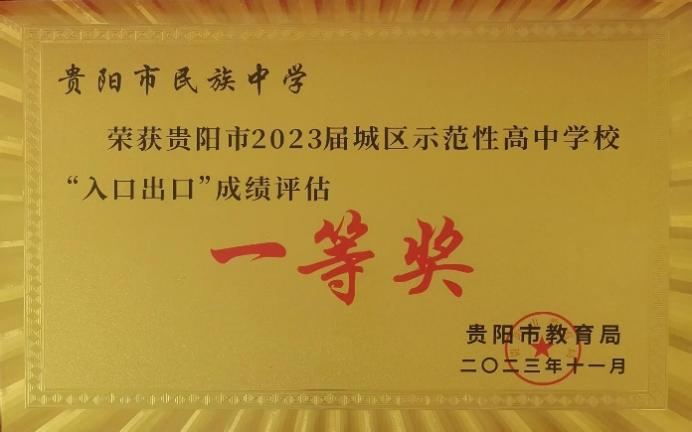 贵阳市民族中学
荣获贵阳市2023届城区示范性高中学校
“入口出口”成绩评估
一等奖
贵阳市教育局
二〇二三年十一月